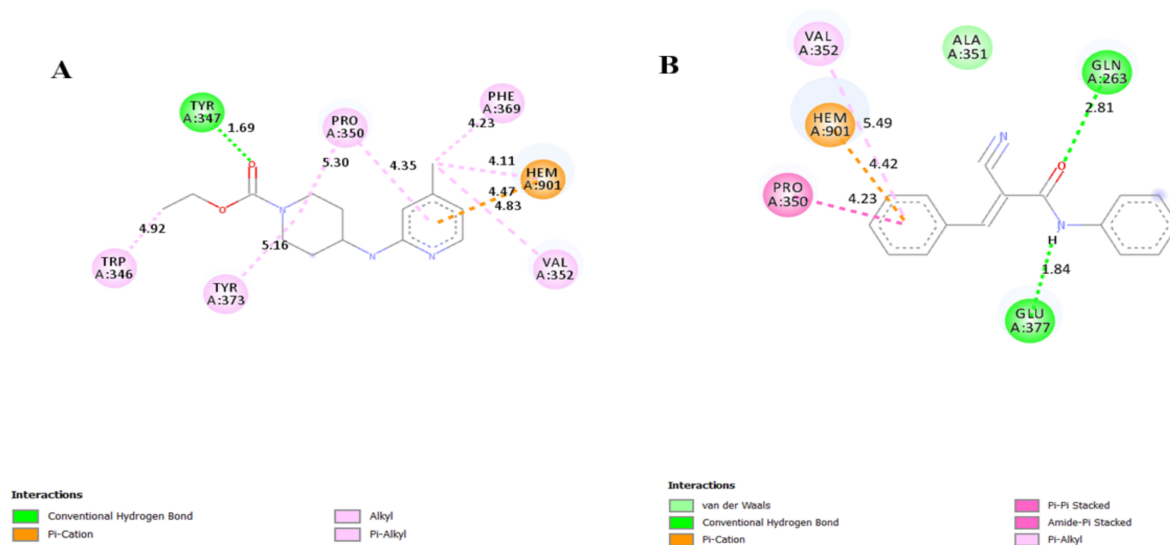 A
TYR
A:347
1.69
PRO
A:350
5.30
4.35
PHE
A:369
4.23
4.11
HEM
A:901
4.47
4.83
O
O
N
4.92
5.16
TRP
A:346
TYR
A:373
N
N
VAL
A:352
Interactions
Conventional Hydrogen Bond
Pi-Cation
Alkyl
Pi-Alkyl
B
VAL
A:352
ALA
A:351
GLN
A:263
2.81
HEM
A:901
5.49
N
4.42
O
PRO
A:350
4.23
N
H
1.84
GLU
A:377
Interactions
van der Waals
Conventional Hydrogen Bond
Pi-Cation
Pi-Pi Stacked
Amide-Pi Stacked
Pi-Alkyl